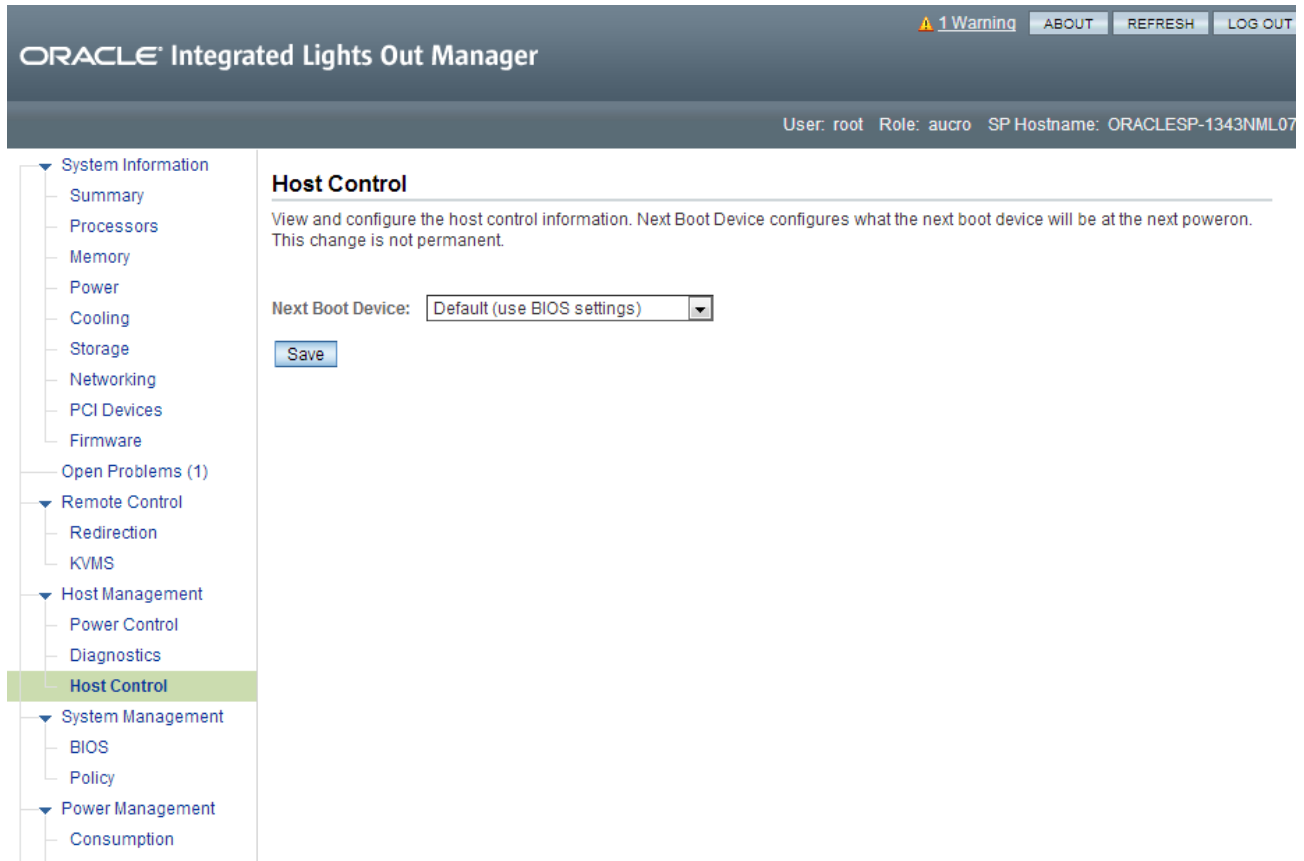 1 Warning ABOUT REFRESH LOG OUT
ORACLE Integrated Lights Out Manager
User: root Role: aucro SP Hostname: ORACLESP-1343NML07
System Information
Summary
Processors
Memory
Power
Cooling
Storage
Networking
PCI Devices
Firmware
Open Problems (1)
Remote Control
Redirection
KVMS
Host Management
Power Control
Diagnostics
Host Control
System Management
BIOS
Policy
Power Management
Consumption
Host Control
View and configure the host control information. Next Boot Device configures what the next boot device will be at the next poweron.
This change is not permanent.
Next Boot Device: Default (use BIOS settings)
Save